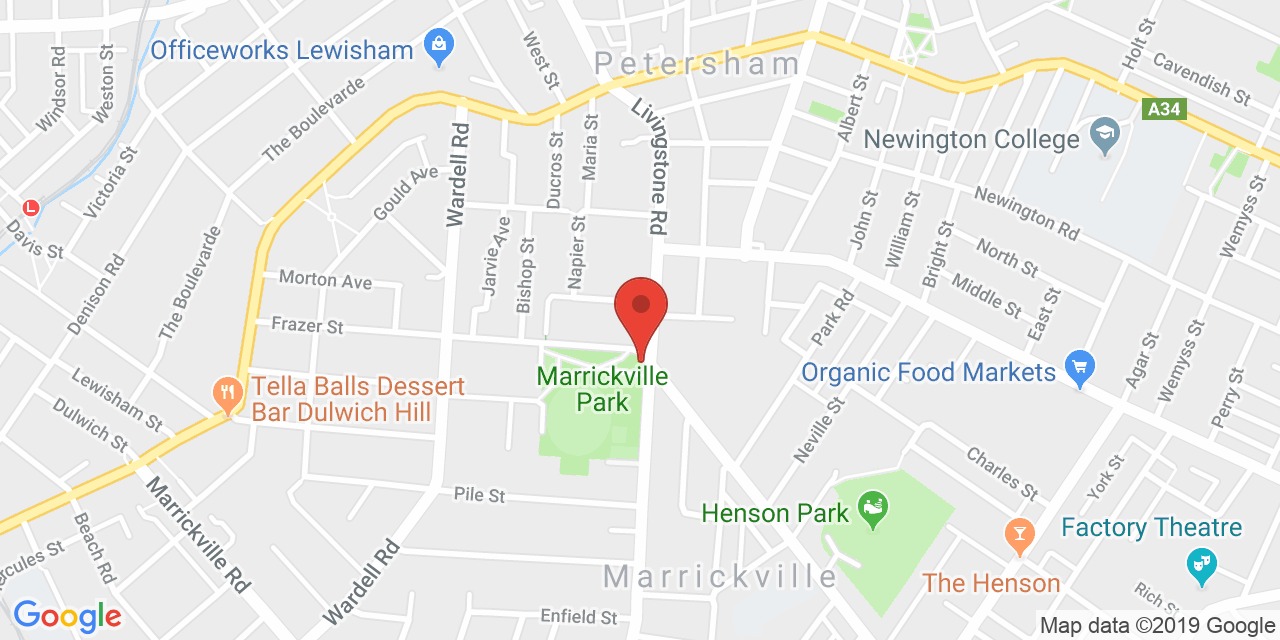 Holt St
Cavendish St
Windsor Rd
Weston St
Officeworks Lewisham
West St
Petersham
The Boulevarde
Livingstone Rd
Albert St
A34
Newington College
Victoria St
Gould Ave
Wardell Rd
Ducros St
Maria St
Newington Rd
Wemyss St
Davis St
John St
William St
Bright St
North St
Jarvie Ave
Bishop St
Napier St
Denison Rd
The Boulevarde
Morton Ave
Middle St
East St
Frazer St
Park Rd
Agar St
Wemyss St
Perry St
Marrickville
Park
Organic Food Markets
Tella Balls Dessert
Bar Dulwich Hill
Lewisham St
Dulwich St
Neville St
Charles St
York St
Marrickville Rd
Pile St
Henson Park
Factory Theatre
Beach Rd
Wardell Rd
Marrickville
The Henson
Rich St
Enfield St
Google
Map data ©2019 Google